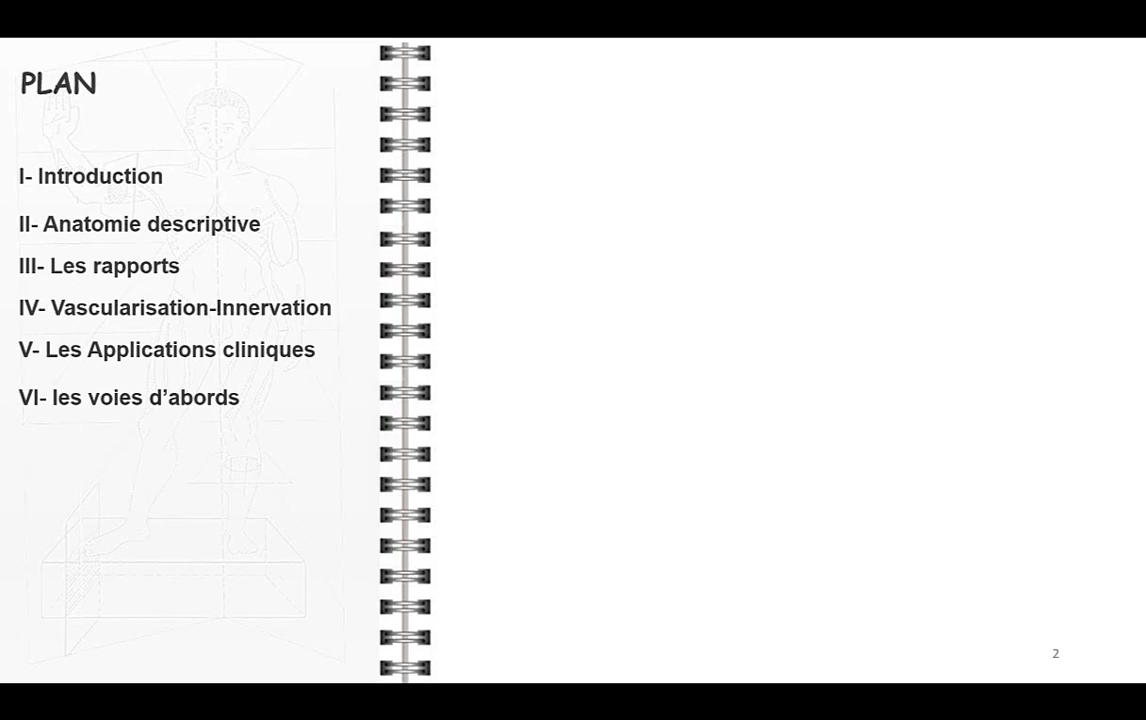 PLAN
I- Introduction
II- Anatomie descriptive
III- Les rapports
IV- Vascularisation-Innervation
V- Les Applications cliniques
VI- les voies d’abords
2